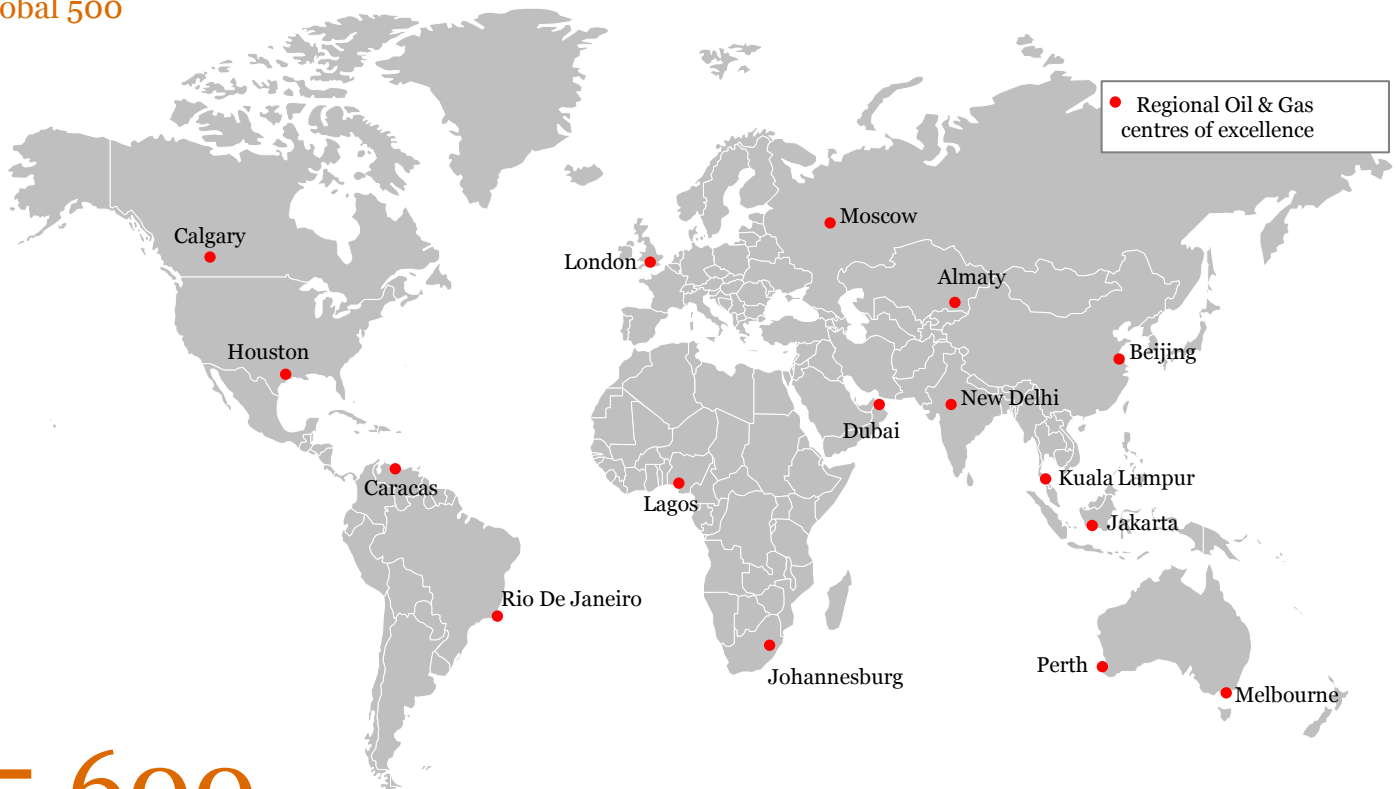 500
Regional Oil & Gas
centres of excellence
Moscow
Calgary
London
Almaty
Houston
Beijing
New Delhi
Dubai
Kuala Lumpur
Caracas
Lagos
Jakarta
Rio De Janeiro
Perth
Johannesburg
Melbourne